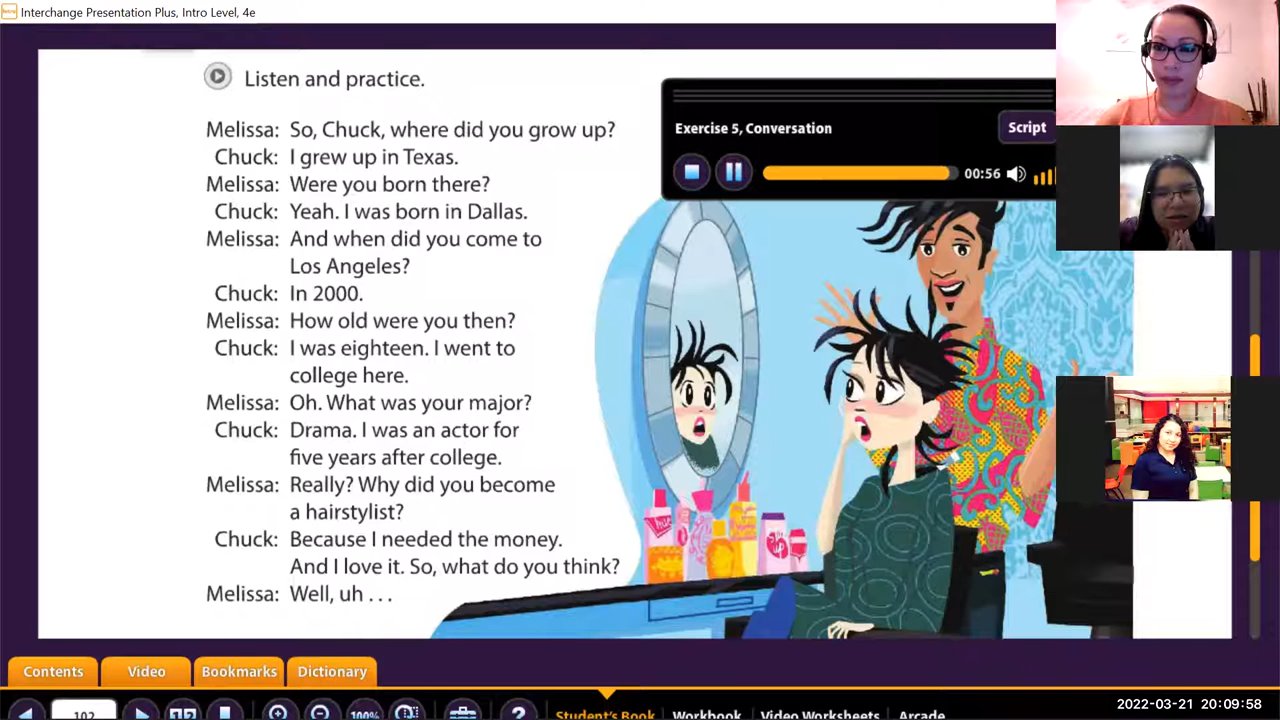 Interchange Presentation Plus, Intro Level, 4e
Listen and practice.
Melissa: So, Chuck, where did you grow up?
Chuck: I grew up in Texas.
Melissa: Were you born there?
Chuck: Yeah. I was born in Dallas.
Melissa: And when did you come to
Los Angeles?
Chuck: In 2000.
Melissa: How old were you then?
Chuck: I was eighteen. I went to
college here.
Melissa: Oh. What was your major?
Chuck: Drama. I was an actor for
five years after college.
Melissa: Really? Why did you become
a hairstylist?
Chuck: Because I needed the money.
And I love it. So, what do you think?
Melissa: Well, uh . . .
Exercise 5, Conversation
Script
00:56
Contents Video Bookmarks Dictionary
102
100%
?
Student's Book Workbook Video Worksheets Arcade
2022-03-21 20:09:58